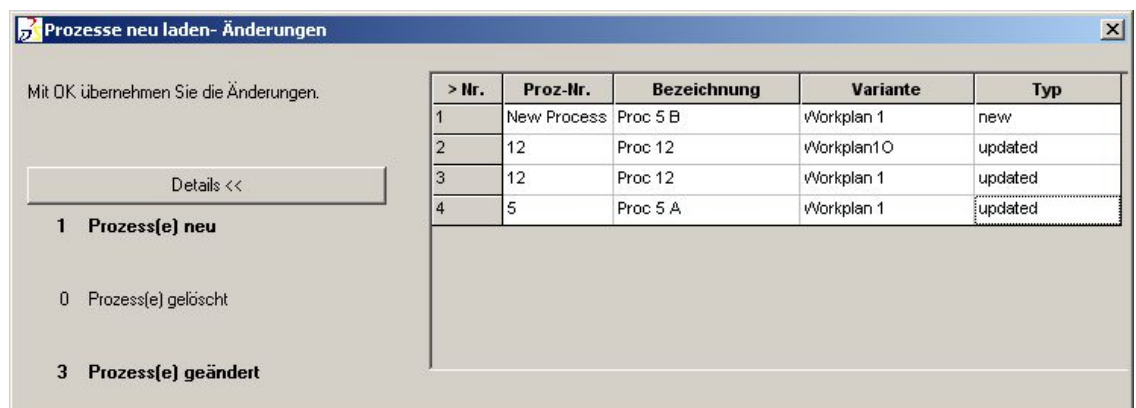 Prozesse neu laden- Änderungen
Mit OK übernehmen Sie die Änderungen.
Details <<
1 Prozess(e) neu
0 Prozess(e) gelöscht
3 Prozess(e) geändert
> Nr. Proz-Nr. Bezeichnung Variante Typ
1 New Process Proc 5 B Workplan 1 new
2 12 Proc 12 Workplan1O updated
3 12 Proc 12 Workplan 1 updated
4 5 Proc 5 A Workplan 1 updated